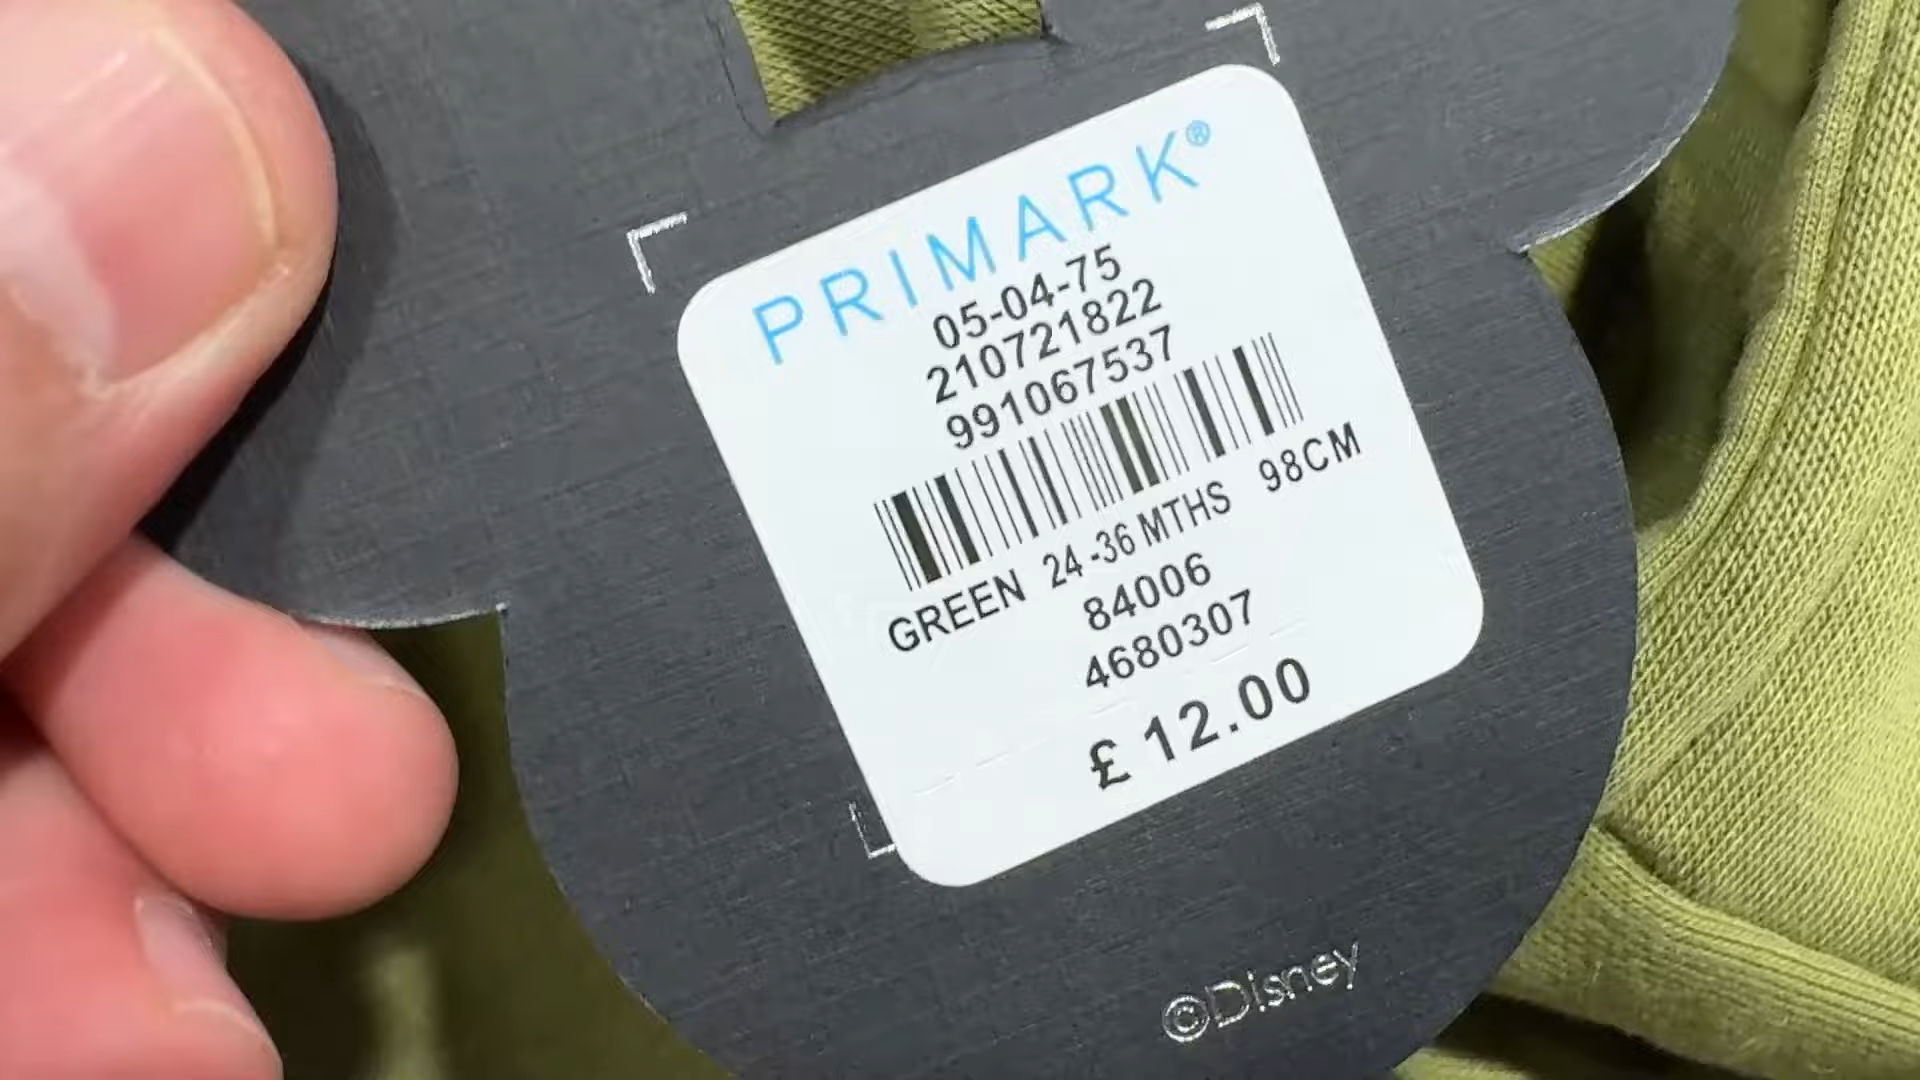 PRIMARK®
05-04-75
210721822
991067537
GREEN 24-36 MTHS 98CM
84006
4680307
£12.00
©Disney